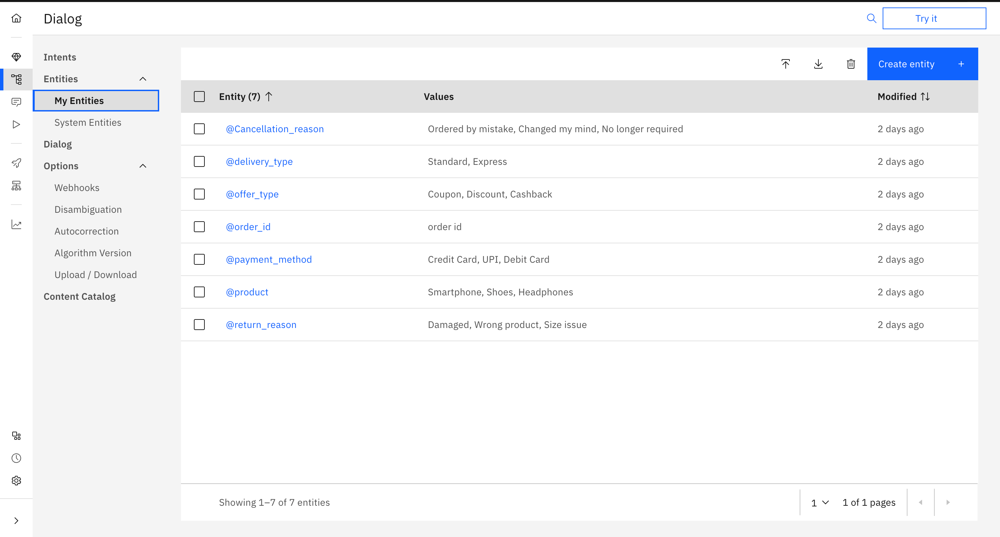 Dialog
Try it
Intents
Entities
My Entities
System Entities
Dialog
Options
Webhooks
Disambiguation
Autocorrection
Algorithm Version
Upload / Download
Content Catalog
Create entity +
Entity (7) Values Modified
@Cancellation_reason Ordered by mistake, Changed my mind, No longer required 2 days ago
@delivery_type Standard, Express 2 days ago
@offer_type Coupon, Discount, Cashback 2 days ago
@order_id order id 2 days ago
@payment_method Credit Card, UPI, Debit Card 2 days ago
@product Smartphone, Shoes, Headphones 2 days ago
@return_reason Damaged, Wrong product, Size issue 2 days ago
Showing 1–7 of 7 entities 1 1 of 1 pages